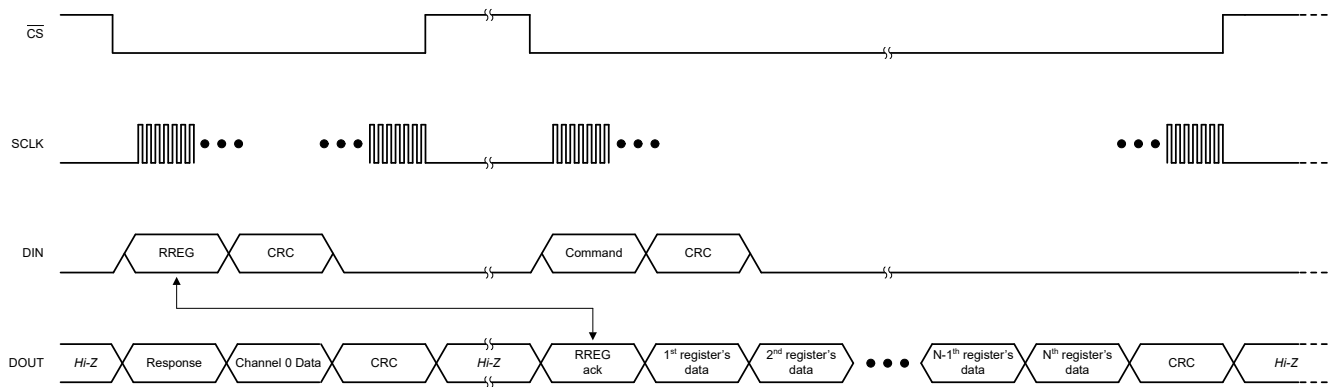 CS
SCLK
DIN
RREG
CRC
Command
CRC
DOUT
Hi-Z
Response
Channel 0 Data
CRC
Hi-Z
RREG
ack
1st register's
data
2nd register's
data
N-1th register's
data
Nth register's
data
CRC
Hi-Z